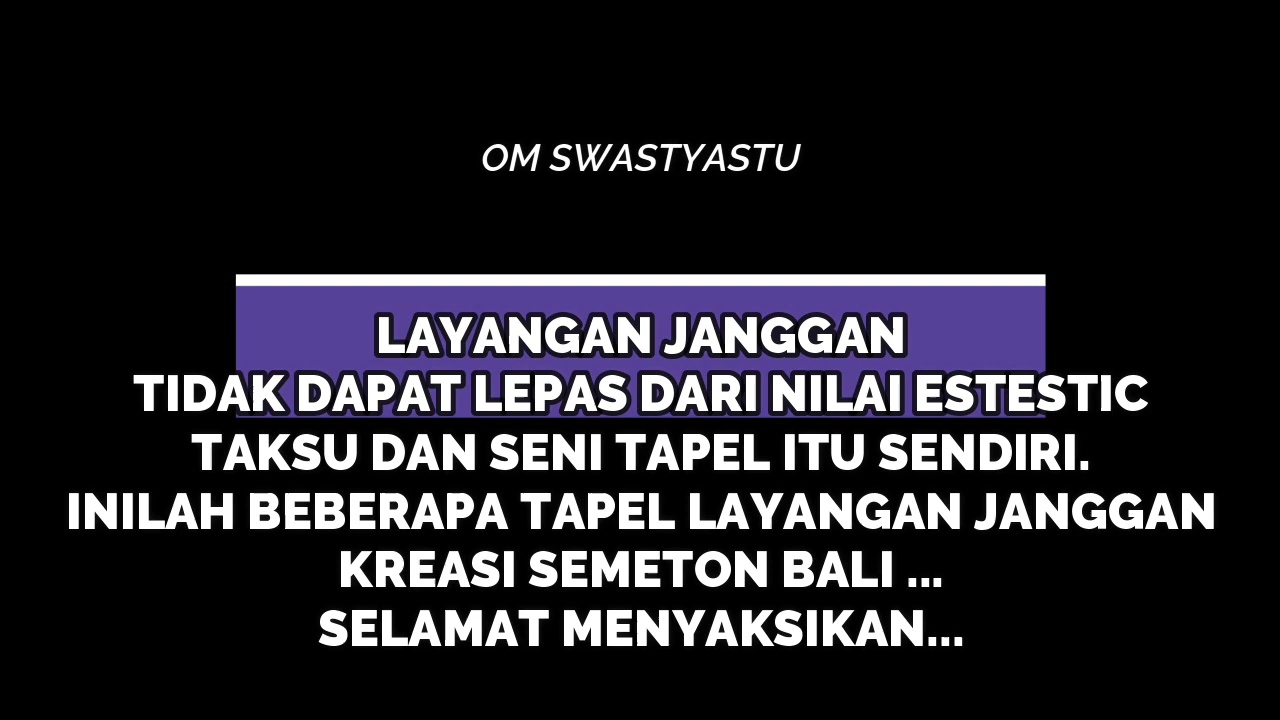 OM SWASTYASTU
LAYANGAN JANGGAN
TIDAK DAPAT LEPAS DARI NILAI ESTESTIC
TAKSU DAN SENI TAPEL ITU SENDIRI.
INILAH BEBERAPA TAPEL LAYANGAN JANGGAN
KREASI SEMETON BALI ...
SELAMAT MENYAKSIKAN...